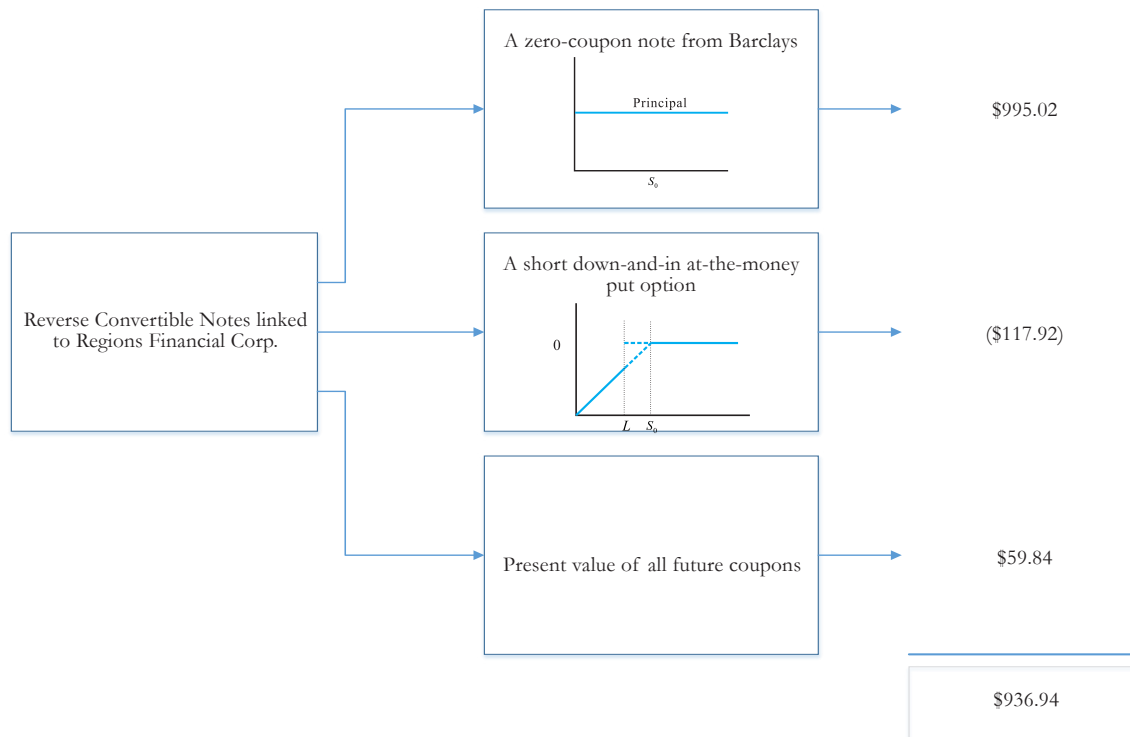 A zero-coupon note from Barclays
Principal
S₀
$995.02
Reverse Convertible Notes linked
to Regions Financial Corp.
A short down-and-in at-the-money
put option
0
L S₀
($117.92)
Present value of all future coupons
$59.84
$936.94